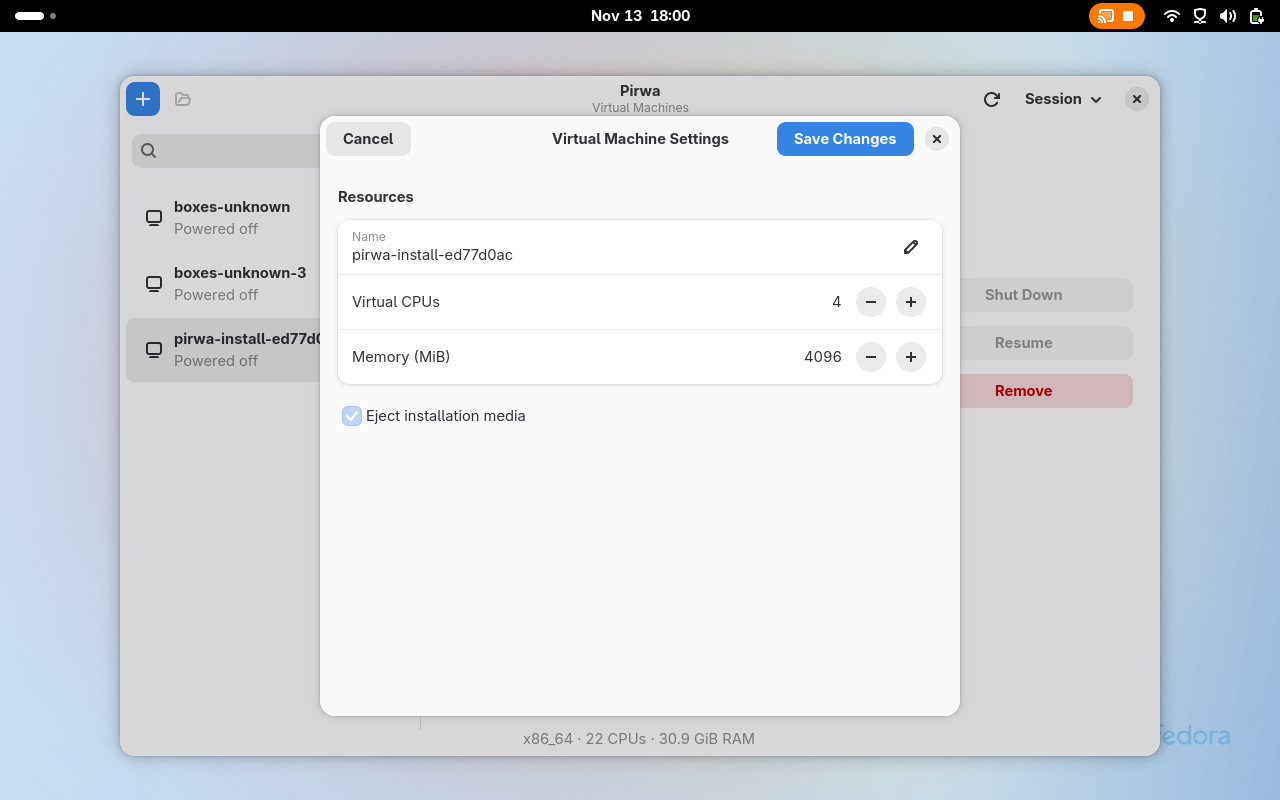 Nov 13 18:00
Pirwa
Virtual Machines
Session
Cancel
Virtual Machine Settings
Save Changes
boxes-unknown
Powered off
boxes-unknown-3
Powered off
pirwa-install-ed77d
Powered off
Resources
Name
pirwa-install-ed77d0ac
Virtual CPUs
4
Memory (MiB)
4096
Eject installation media
Shut Down
Resume
Remove
x86_64 · 22 CPUs · 30.9 GiB RAM
fedora